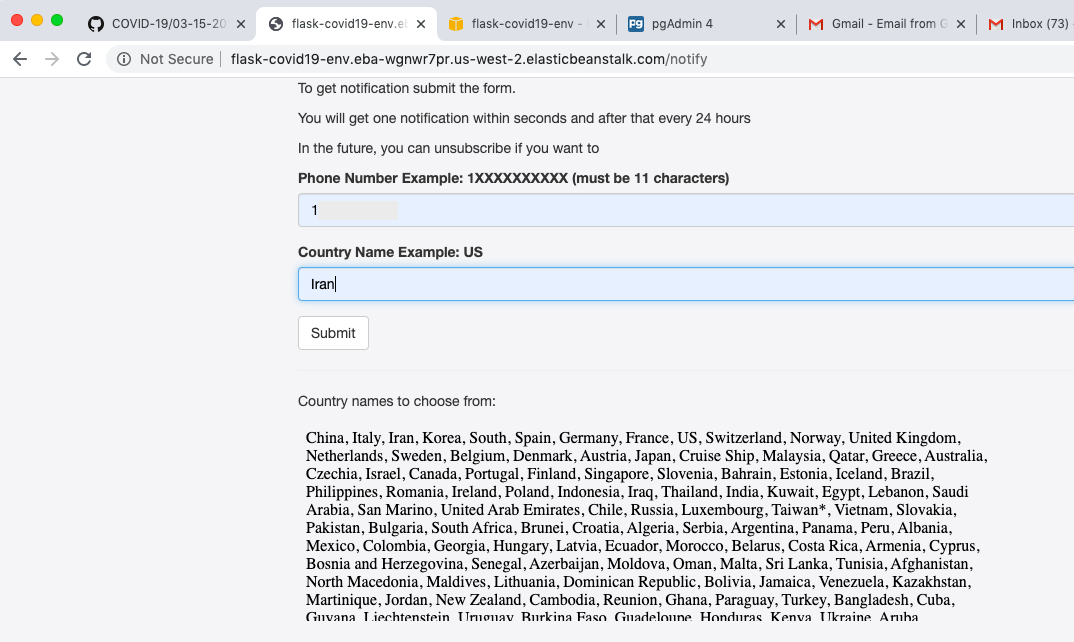 COVID-19/03-15-20
flask-covid19-env.e
flask-covid19-env -
pgAdmin 4
Gmail - Email from G
Inbox (73)
Not Secure | flask-covid19-env.eba-wgnwr7pr.us-west-2.elasticbeanstalk.com/notify
To get notification submit the form.
You will get one notification within seconds and after that every 24 hours
In the future, you can unsubscribe if you want to
Phone Number Example: 1XXXXXXXXXX (must be 11 characters)
1
Country Name Example: US
Iran
Submit
Country names to choose from:
China, Italy, Iran, Korea, South, Spain, Germany, France, US, Switzerland, Norway, United Kingdom,
Netherlands, Sweden, Belgium, Denmark, Austria, Japan, Cruise Ship, Malaysia, Qatar, Greece, Australia,
Czechia, Israel, Canada, Portugal, Finland, Singapore, Slovenia, Bahrain, Estonia, Iceland, Brazil,
Philippines, Romania, Ireland, Poland, Indonesia, Iraq, Thailand, India, Kuwait, Egypt, Lebanon, Saudi
Arabia, San Marino, United Arab Emirates, Chile, Russia, Luxembourg, Taiwan*, Vietnam, Slovakia,
Pakistan, Bulgaria, South Africa, Brunei, Croatia, Algeria, Serbia, Argentina, Panama, Peru, Albania,
Mexico, Colombia, Georgia, Hungary, Latvia, Ecuador, Morocco, Belarus, Costa Rica, Armenia, Cyprus,
Bosnia and Herzegovina, Senegal, Azerbaijan, Moldova, Oman, Malta, Sri Lanka, Tunisia, Afghanistan,
North Macedonia, Maldives, Lithuania, Dominican Republic, Bolivia, Jamaica, Venezuela, Kazakhstan,
Martinique, Jordan, New Zealand, Cambodia, Reunion, Ghana, Paraguay, Turkey, Bangladesh, Cuba,
Guyana, Liechtenstein, Uruguay, Burkina Faso, Guadeloupe, Honduras, Kenya, Ukraine, Aruba,